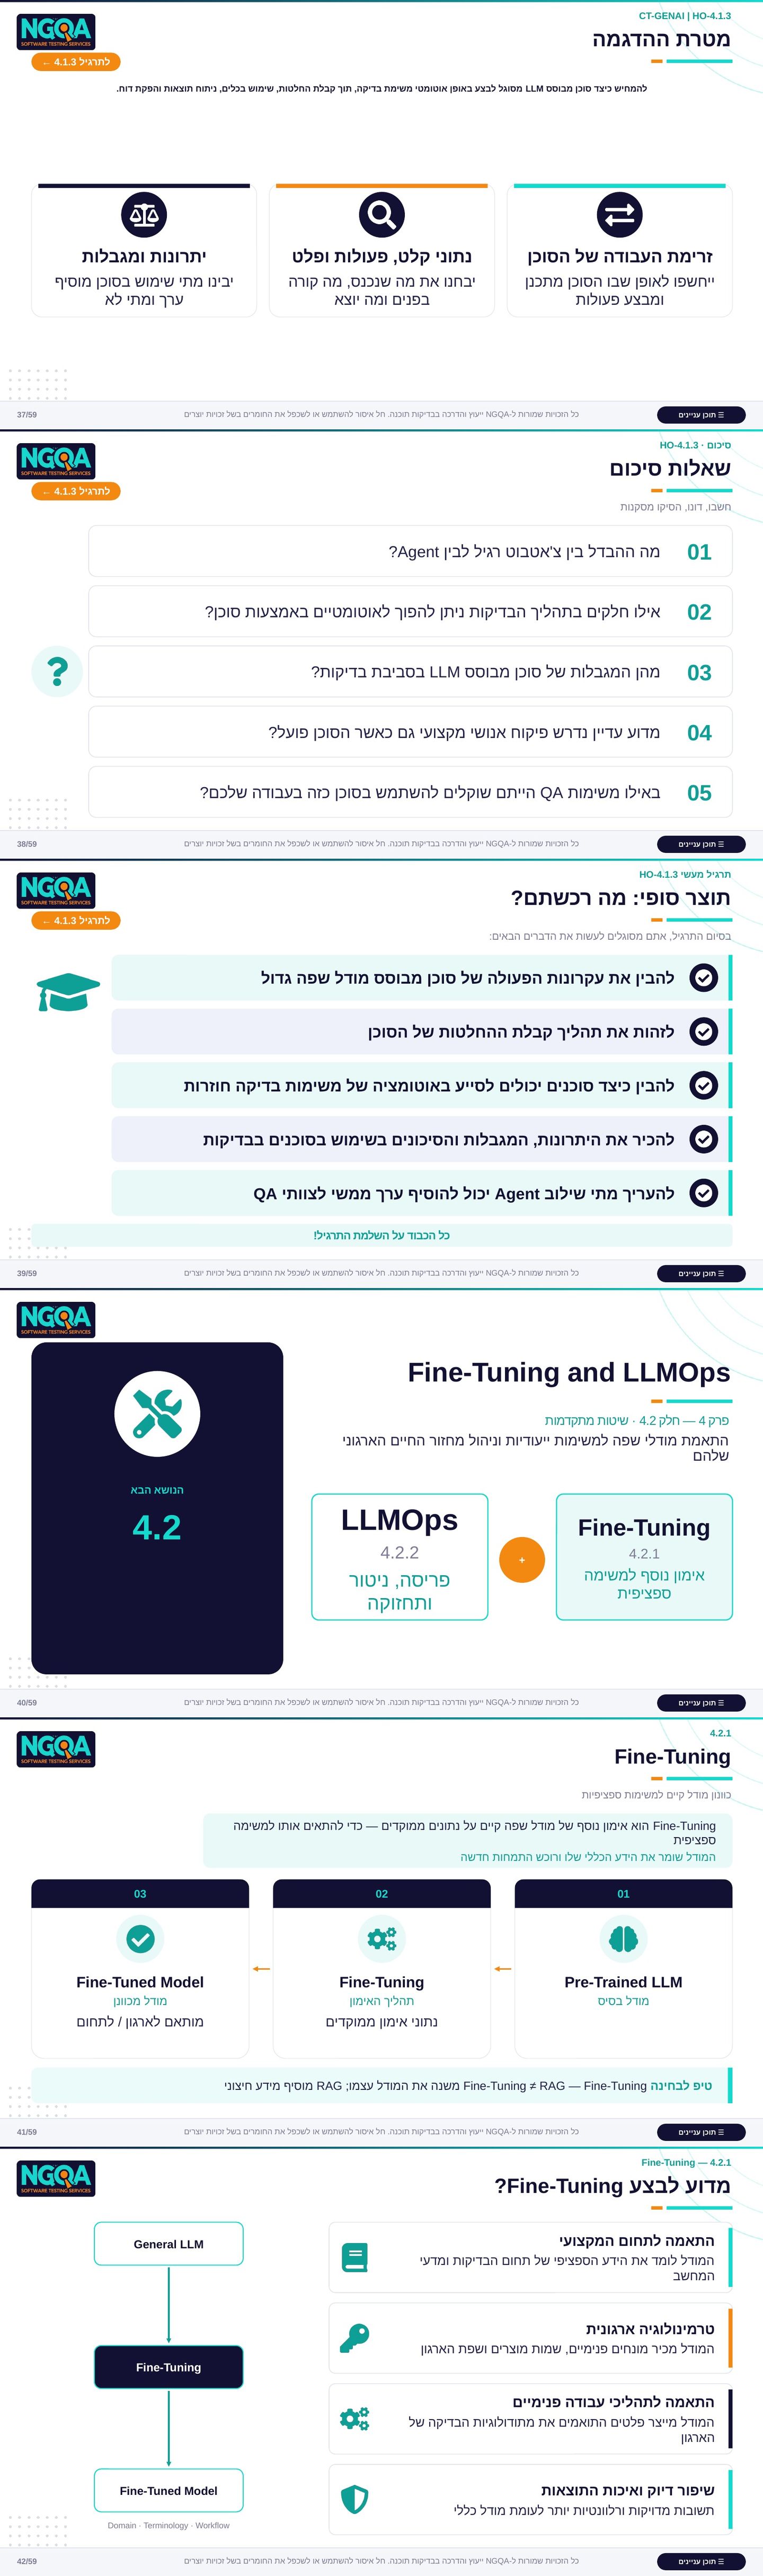 CT-GENAI | HO-4.1.3
מטרת ההדגמה
NGQA
SOFTWARE TESTING SERVICES
לתרגיל 4.1.3 ←
להמחיש כיצד סוכן מבוסס LLM מסוגל לבצע באופן אוטומטי משימת בדיקה, תוך קבלת החלטות, שימוש בכלים, ניתוח תוצאות והפקת דוח.
זרימת העבודה של הסוכן
ייחשפו לאופן שבו הסוכן מתכנן
ומבצע פעולות
נתוני קלט, פעולות ופלט
יבחנו את מה שנכנס, מה קורה
בפנים ומה יוצא
יתרונות ומגבלות
יבינו מתי שימוש בסוכן מוסיף
ערך ומתי לא
☰ תוכן עניינים
כל הזכויות שמורות ל-NGQA ייעוץ והדרכה בבדיקות תוכנה. חל איסור להשתמש או לשכפל את החומרים בשל זכויות יוצרים
37/59
סיכום · HO-4.1.3
שאלות סיכום
NGQA
SOFTWARE TESTING SERVICES
לתרגיל 4.1.3 ←
חשבו, דונו, הסיקו מסקנות
01
מה ההבדל בין צ'אטבוט רגיל לבין Agent?
02
אילו חלקים בתהליך הבדיקות ניתן להפוך לאוטומטיים באמצעות סוכן?
03
מהן המגבלות של סוכן מבוסס LLM בסביבת בדיקות?
04
מדוע עדיין נדרש פיקוח אנושי מקצועי גם כאשר הסוכן פועל?
05
באילו משימות QA הייתם שוקלים להשתמש בסוכן כזה בעבודה שלכם?
?
☰ תוכן עניינים
כל הזכויות שמורות ל-NGQA ייעוץ והדרכה בבדיקות תוכנה. חל איסור להשתמש או לשכפל את החומרים בשל זכויות יוצרים
38/59
תרגיל מעשי HO-4.1.3
תוצר סופי: מה רכשתם?
NGQA
SOFTWARE TESTING SERVICES
לתרגיל 4.1.3 ←
בסיום התרגיל, אתם מסוגלים לעשות את הדברים הבאים:
להבין את עקרונות הפעולה של סוכן מבוסס מודל שפה גדול
לזהות את תהליך קבלת ההחלטות של הסוכן
להבין כיצד סוכנים יכולים לסייע באוטומציה של משימות בדיקה חוזרות
להכיר את היתרונות, המגבלות והסיכונים בשימוש בסוכנים בבדיקות
להעריך מתי שילוב Agent יכול להוסיף ערך ממשי לצוותי QA
כל הכבוד על השלמת התרגיל!
☰ תוכן עניינים
כל הזכויות שמורות ל-NGQA ייעוץ והדרכה בבדיקות תוכנה. חל איסור להשתמש או לשכפל את החומרים בשל זכויות יוצרים
39/59
NGQA
SOFTWARE TESTING SERVICES
Fine-Tuning and LLMOps
פרק 4 — חלק 4.2 · שיטות מתקדמות
התאמת מודלי שפה למשימות ייעודיות וניהול מחזור החיים הארגוני
שלהם
Fine-Tuning
4.2.1
אימון נוסף למשימה
ספציפית
+
LLMOps
4.2.2
פריסה, ניטור
ותחזוקה
הנושא הבא
4.2
☰ תוכן עניינים
כל הזכויות שמורות ל-NGQA ייעוץ והדרכה בבדיקות תוכנה. חל איסור להשתמש או לשכפל את החומרים בשל זכויות יוצרים
40/59
4.2.1
Fine-Tuning
NGQA
SOFTWARE TESTING SERVICES
כוונון מודל קיים למשימות ספציפיות
Fine-Tuning הוא אימון נוסף של מודל שפה קיים על נתונים ממוקדים — כדי להתאים אותו למשימה
ספציפית
המודל שומר את הידע הכללי שלו ורוכש התמחות חדשה
01
Pre-Trained LLM
מודל בסיס
02
Fine-Tuning
תהליך האימון
נתוני אימון ממוקדים
03
Fine-Tuned Model
מודל מכוונן
מותאם לארגון / לתחום
טיפ לבחינה Fine-Tuning ≠ RAG — Fine-Tuning משנה את המודל עצמו; RAG מוסיף מידע חיצוני
☰ תוכן עניינים
כל הזכויות שמורות ל-NGQA ייעוץ והדרכה בבדיקות תוכנה. חל איסור להשתמש או לשכפל את החומרים בשל זכויות יוצרים
41/59
Fine-Tuning — 4.2.1
מדוע לבצע Fine-Tuning?
NGQA
SOFTWARE TESTING SERVICES
התאמה לתחום המקצועי
המודל לומד את הידע הספציפי של תחום הבדיקות ומדעי
המחשב
טרמינולוגיה ארגונית
המודל מכיר מונחים פנימיים, שמות מוצרים ושפת הארגון
התאמה לתהליכי עבודה פנימיים
המודל מייצר פלטים התואמים את מתודולוגיות הבדיקה של
הארגון
שיפור דיוק ואיכות התוצאות
תשובות מדויקות ורלוונטיות יותר לעומת מודל כללי
General LLM
Fine-Tuning
Fine-Tuned Model
Domain · Terminology · Workflow
☰ תוכן עניינים
כל הזכויות שמורות ל-NGQA ייעוץ והדרכה בבדיקות תוכנה. חל איסור להשתמש או לשכפל את החומרים בשל זכויות יוצרים
42/59